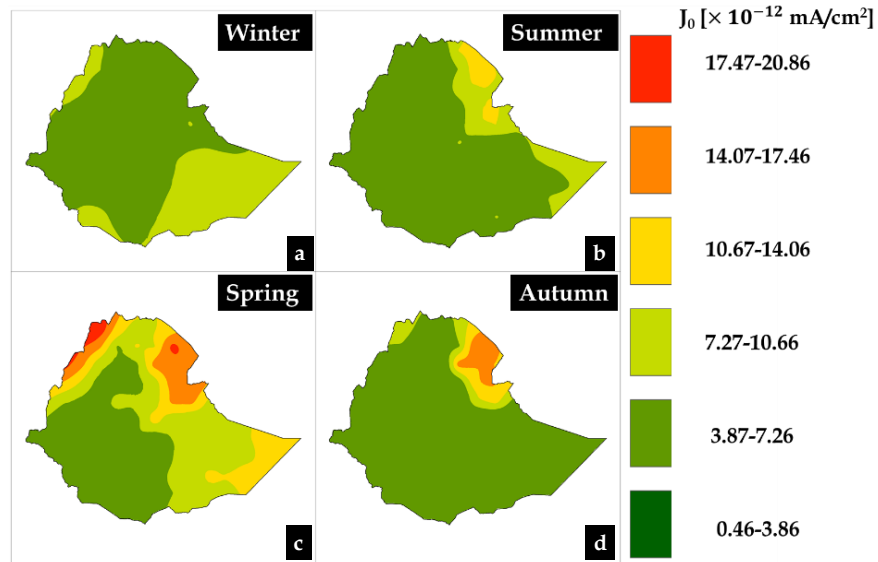 Winter
a
Summer
b
Spring
c
Autumn
d
J₀ [× 10⁻¹² mA/cm²]
17.47-20.86
14.07-17.46
10.67-14.06
7.27-10.66
3.87-7.26
0.46-3.86